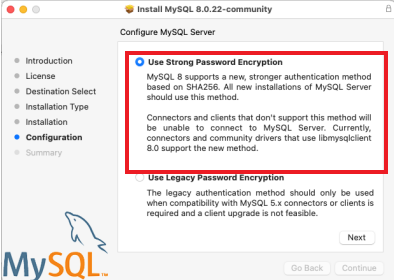 Install MySQL 8.0.22-community
Configure MySQL Server
Introduction
License
Destination Select
Installation Type
Installation
Configuration
Summary
Use Strong Password Encryption
MySQL 8 supports a new, stronger authentication method
based on SHA256. All new installations of MySQL Server
should use this method.
Connectors and clients that don't support this method will
be unable to connect to MySQL Server. Currently,
connectors and community drivers that use libmysqlclient
8.0 support the new method.
Use Legacy Password Encryption
The legacy authentication method should only be used
when compatibility with MySQL 5.x connectors or clients is
required and a client upgrade is not feasible.
Next
MySQL™
Go Back
Continue